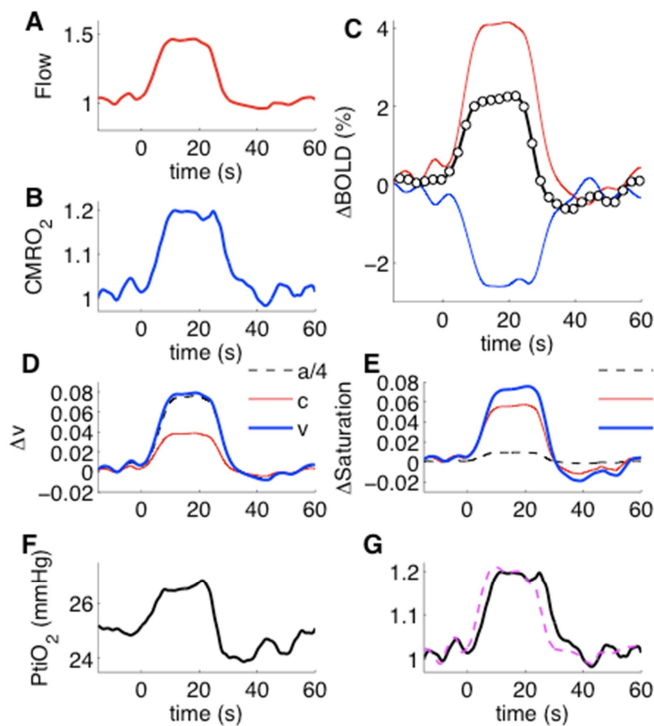 A
1.5
1
Flow
0 20 40 60
time (s)
B
1.2
1.1
1
CMRO2
0 20 40 60
time (s)
C
4
2
0
−2
ΔBOLD (%)
0 20 40 60
time (s)
D
0.08
0.06
0.04
0.02
0
−0.02
Δv
a/4
c
v
0 20 40 60
time (s)
E
0.08
0.06
0.04
0.02
0
−0.02
ΔSaturation
0 20 40 60
time (s)
F
26
24
PtiO2 (mmHg)
0 20 40 60
time (s)
G
1.2
1.1
1
0 20 40 60
time (s)